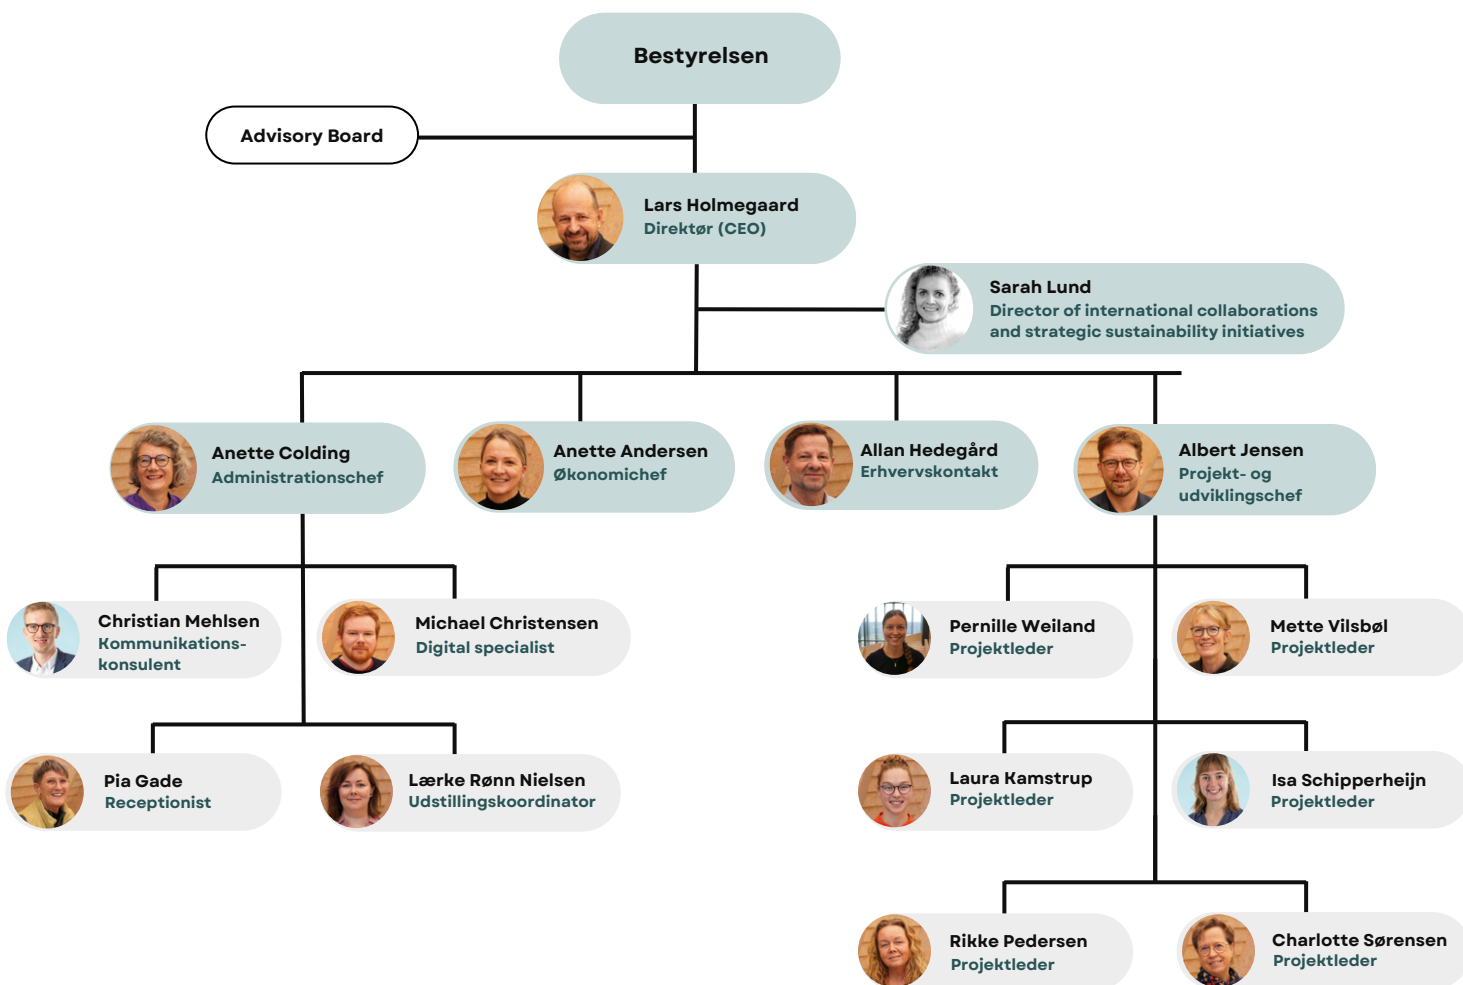 Bestyrelsen
Advisory Board
Lars Holmegaard
Direktør (CEO)
Sarah Lund
Director of international collaborations
and strategic sustainability initiatives
Anette Colding
Administrationschef
Anette Andersen
Økonomichef
Allan Hedegård
Erhvervskontakt
Albert Jensen
Projekt- og
udviklingschef
Christian Mehlsen
Kommunikations-
konsulent
Michael Christensen
Digital specialist
Pernille Weiland
Projektleder
Mette Vilsbøl
Projektleder
Pia Gade
Receptionist
Lærke Rønn Nielsen
Udstillingskoordinator
Laura Kamstrup
Projektleder
Isa Schipperheijn
Projektleder
Rikke Pedersen
Projektleder
Charlotte Sørensen
Projektleder